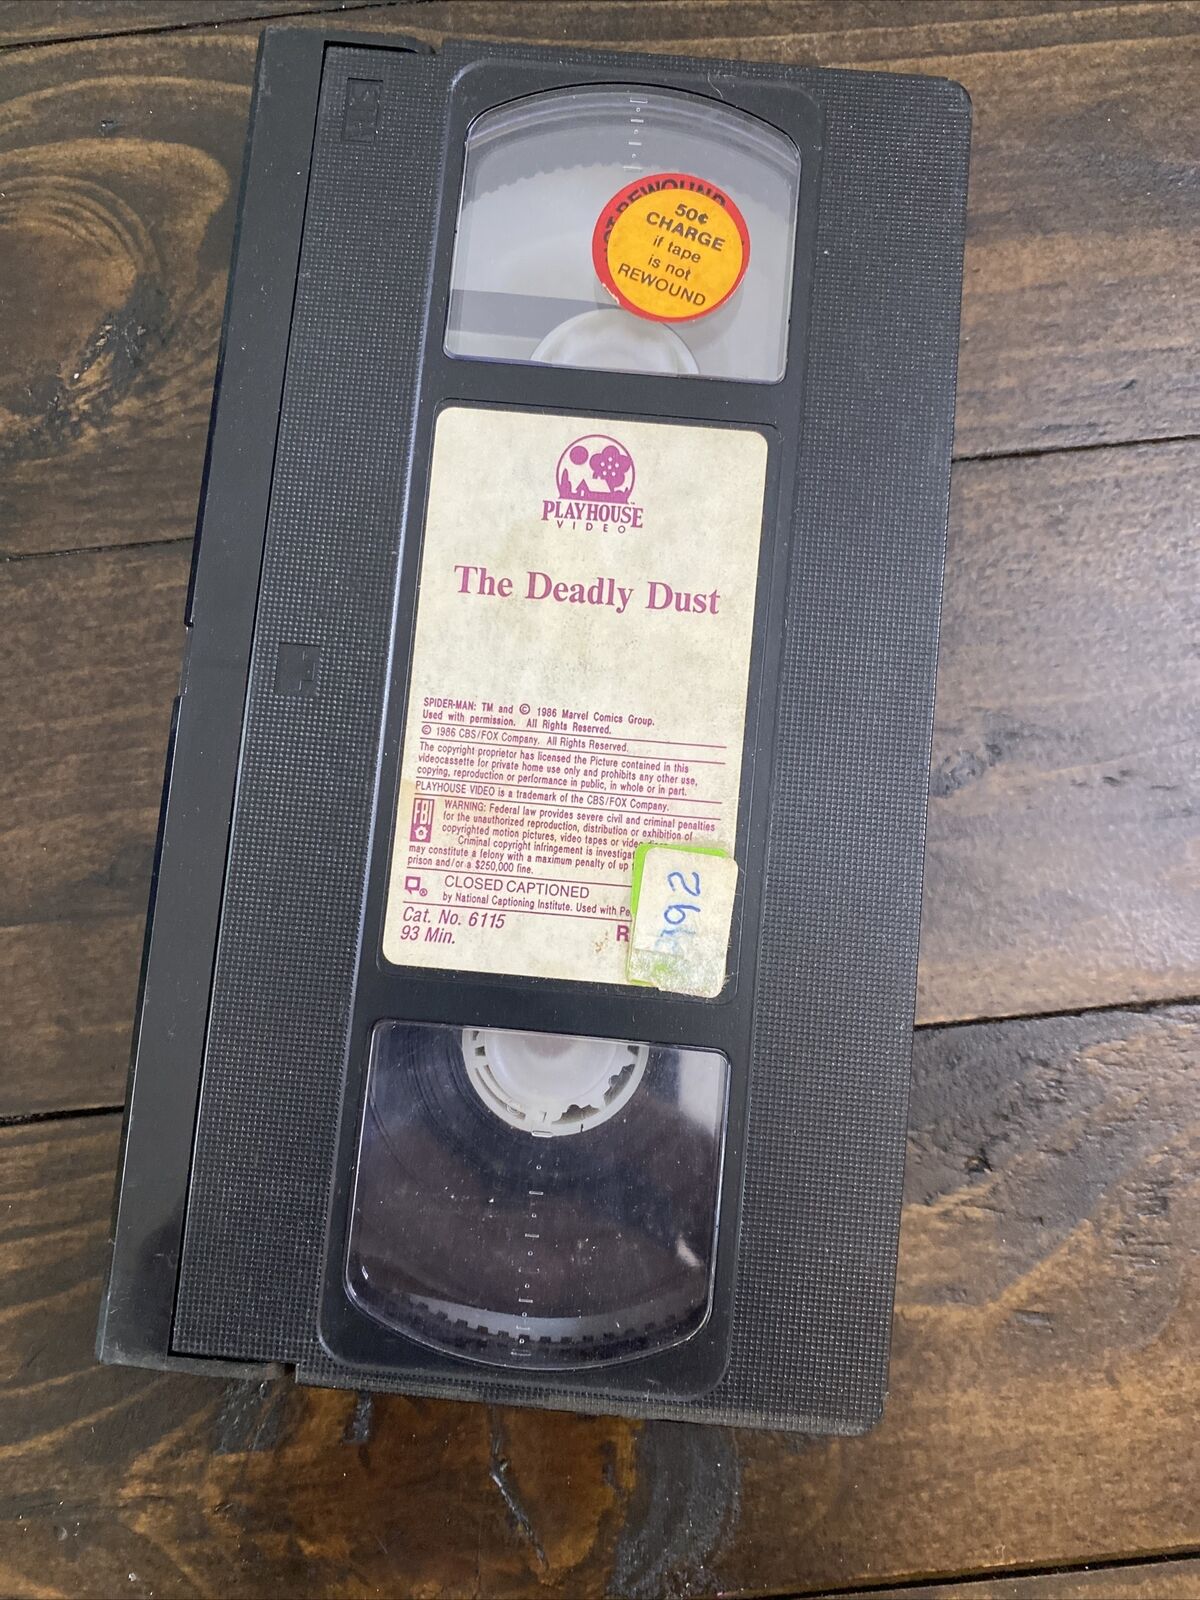 NOT REWOUND
50¢
CHARGE
if tape
is not
REWOUND
PLAYHOUSE™
VIDEO
The Deadly Dust
SPIDER-MAN: TM and © 1986 Marvel Comics Group.
Used with permission. All Rights Reserved.
© 1986 CBS/FOX Company. All Rights Reserved.
The copyright proprietor has licensed the Picture contained in this
videocassette for private home use only and prohibits any other use,
copying, reproduction or performance in public, in whole or in part.
PLAYHOUSE VIDEO is a trademark of the CBS/FOX Company.
FBI
WARNING: Federal law provides severe civil and criminal penalties
for the unauthorized reproduction, distribution or exhibition of
copyrighted motion pictures, video tapes or video
Criminal copyright infringement is
may constitute a felony with a maximum penalty of up
prison and/or a $250,000 fine.
® CLOSED CAPTIONED
by National Captioning Institute. Used with
Cat. No. 6115
93 Min.
R